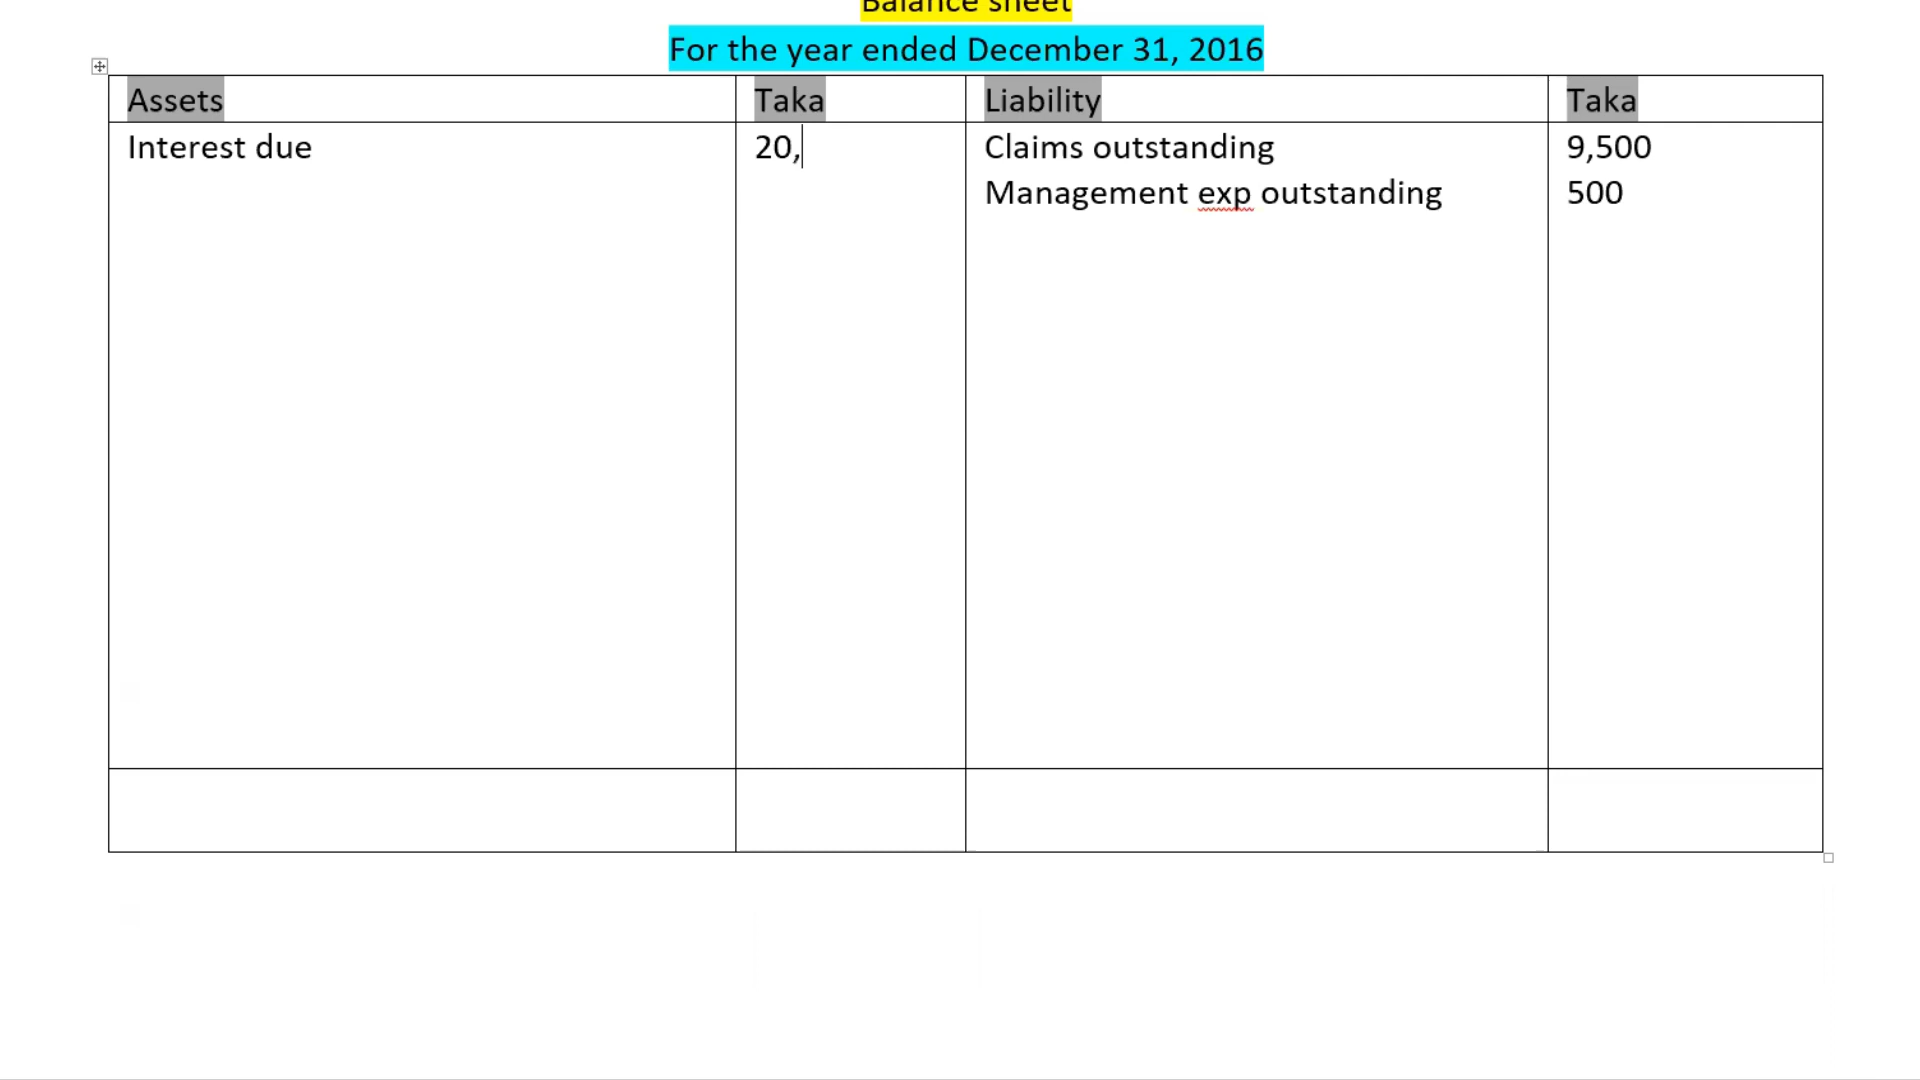 Balance sheet
For the year ended December 31, 2016
Assets Taka Liability Taka
Interest due 20, Claims outstanding 9,500
Management exp outstanding 500